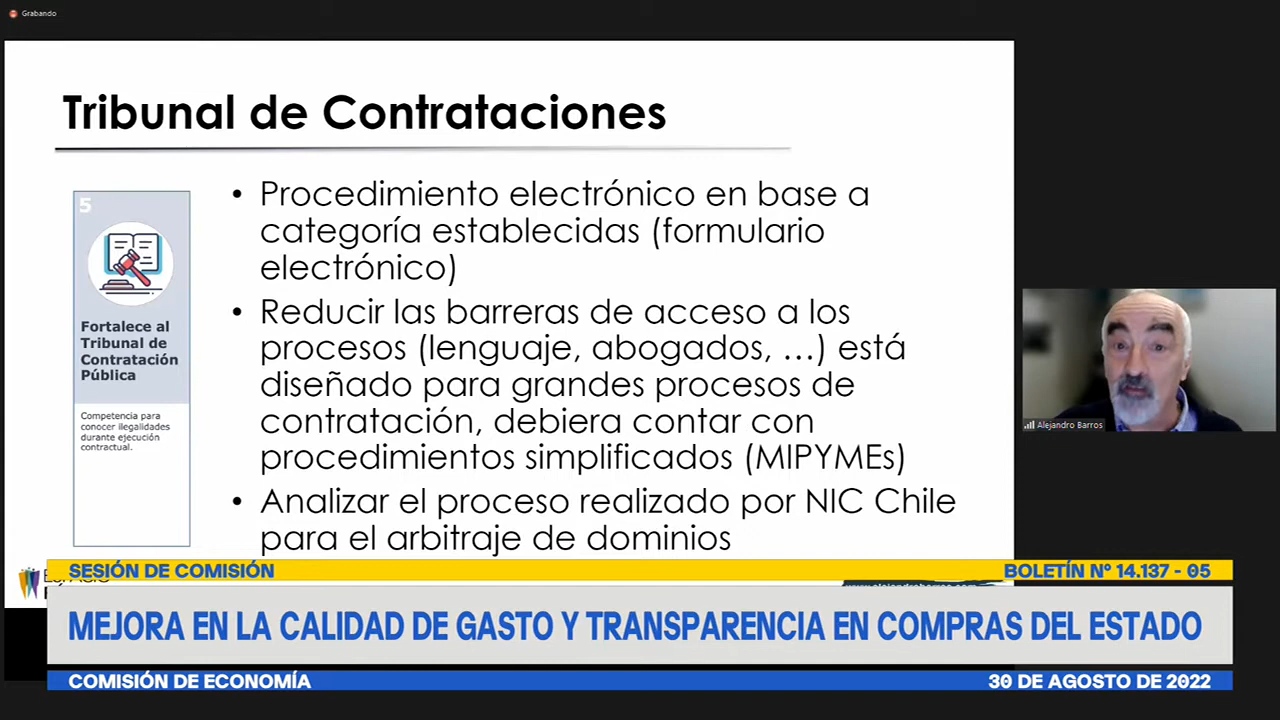 Grabando
Tribunal de Contrataciones
5
Fortalece al
Tribunal de
Contratación
Pública
Competencia para
conocer ilegalidades
durante ejecución
contractual.
• Procedimiento electrónico en base a
categoría establecidas (formulario
electrónico)
• Reducir las barreras de acceso a los
procesos (lenguaje, abogados, …) está
diseñado para grandes procesos de
contratación, debiera contar con
procedimientos simplificados (MIPYMEs)
• Analizar el proceso realizado por NIC Chile
para el arbitraje de dominios
Alejandro Barros
SESIÓN DE COMISIÓN
BOLETÍN Nº 14.137 - 05
MEJORA EN LA CALIDAD DE GASTO Y TRANSPARENCIA EN COMPRAS DEL ESTADO
COMISIÓN DE ECONOMÍA
30 DE AGOSTO DE 2022